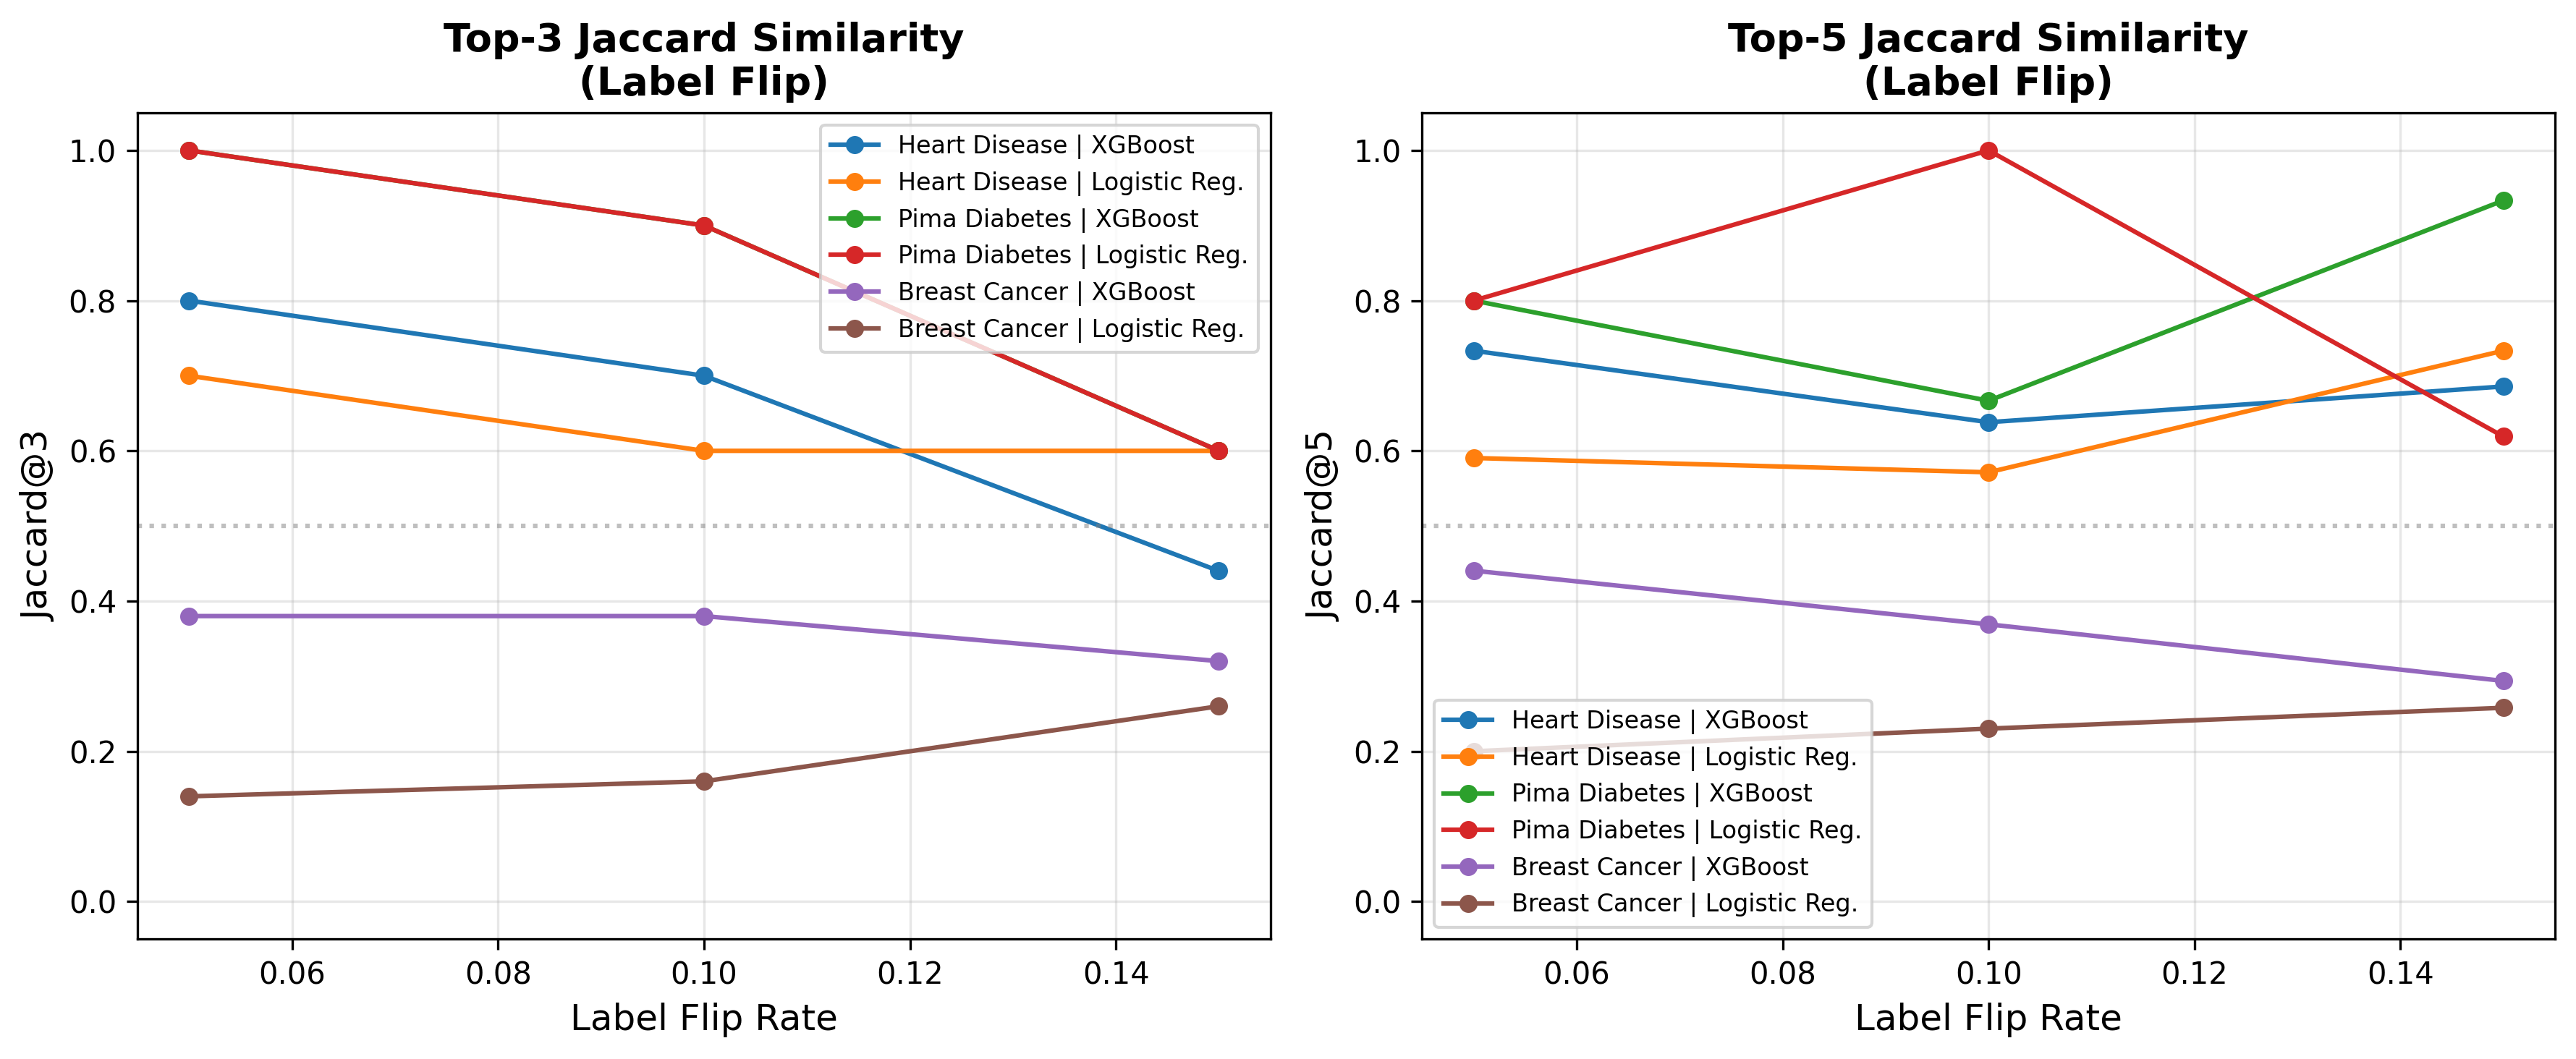 Top-3 Jaccard Similarity
(Label Flip)
Jaccard@3
1.0
0.8
0.6
0.4
0.2
0.0
Heart Disease | XGBoost
Heart Disease | Logistic Reg.
Pima Diabetes | XGBoost
Pima Diabetes | Logistic Reg.
Breast Cancer | XGBoost
Breast Cancer | Logistic Reg.
0.06 0.08 0.10 0.12 0.14
Label Flip Rate
Top-5 Jaccard Similarity
(Label Flip)
Jaccard@5
1.0
0.8
0.6
0.4
0.2
0.0
Heart Disease | XGBoost
Heart Disease | Logistic Reg.
Pima Diabetes | XGBoost
Pima Diabetes | Logistic Reg.
Breast Cancer | XGBoost
Breast Cancer | Logistic Reg.
0.06 0.08 0.10 0.12 0.14
Label Flip Rate